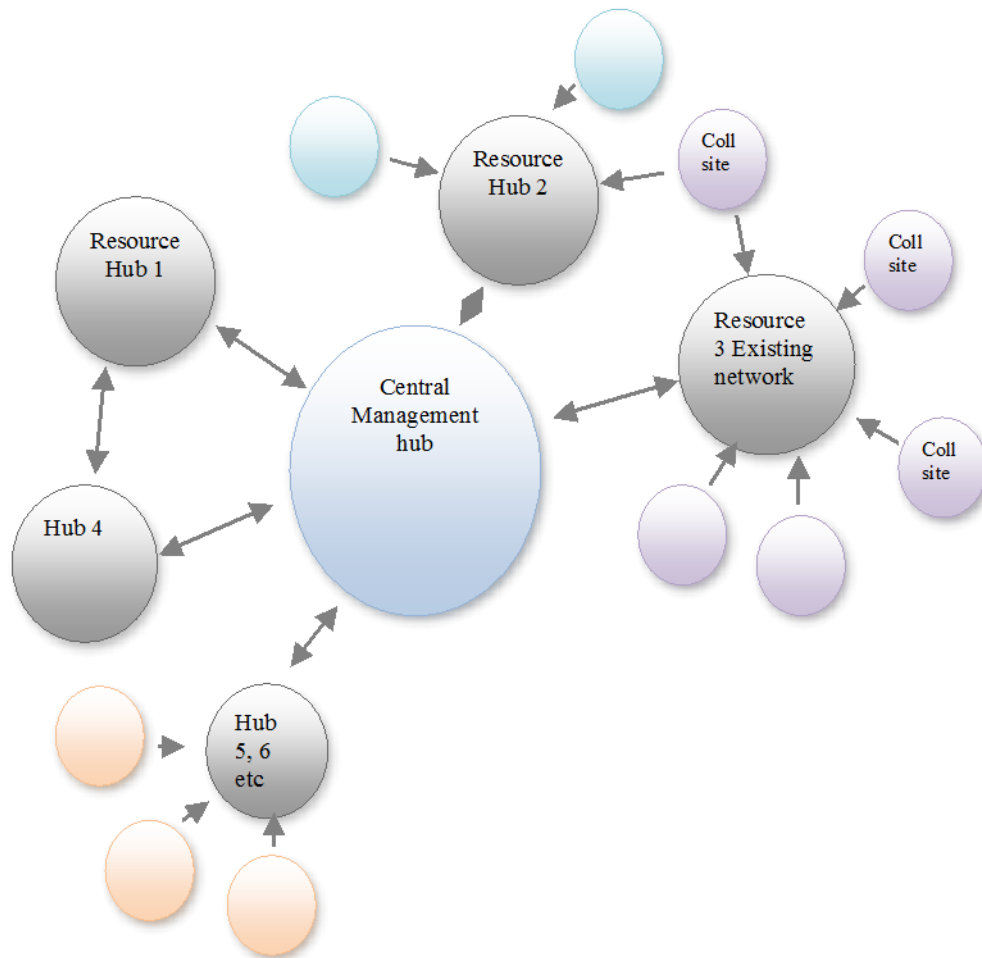 Resource
Hub 2
Coll
site
Resource
Hub 1
Coll
site
Resource
3 Existing
network
Central
Management
hub
Coll
site
Hub 4
Hub
5, 6
etc